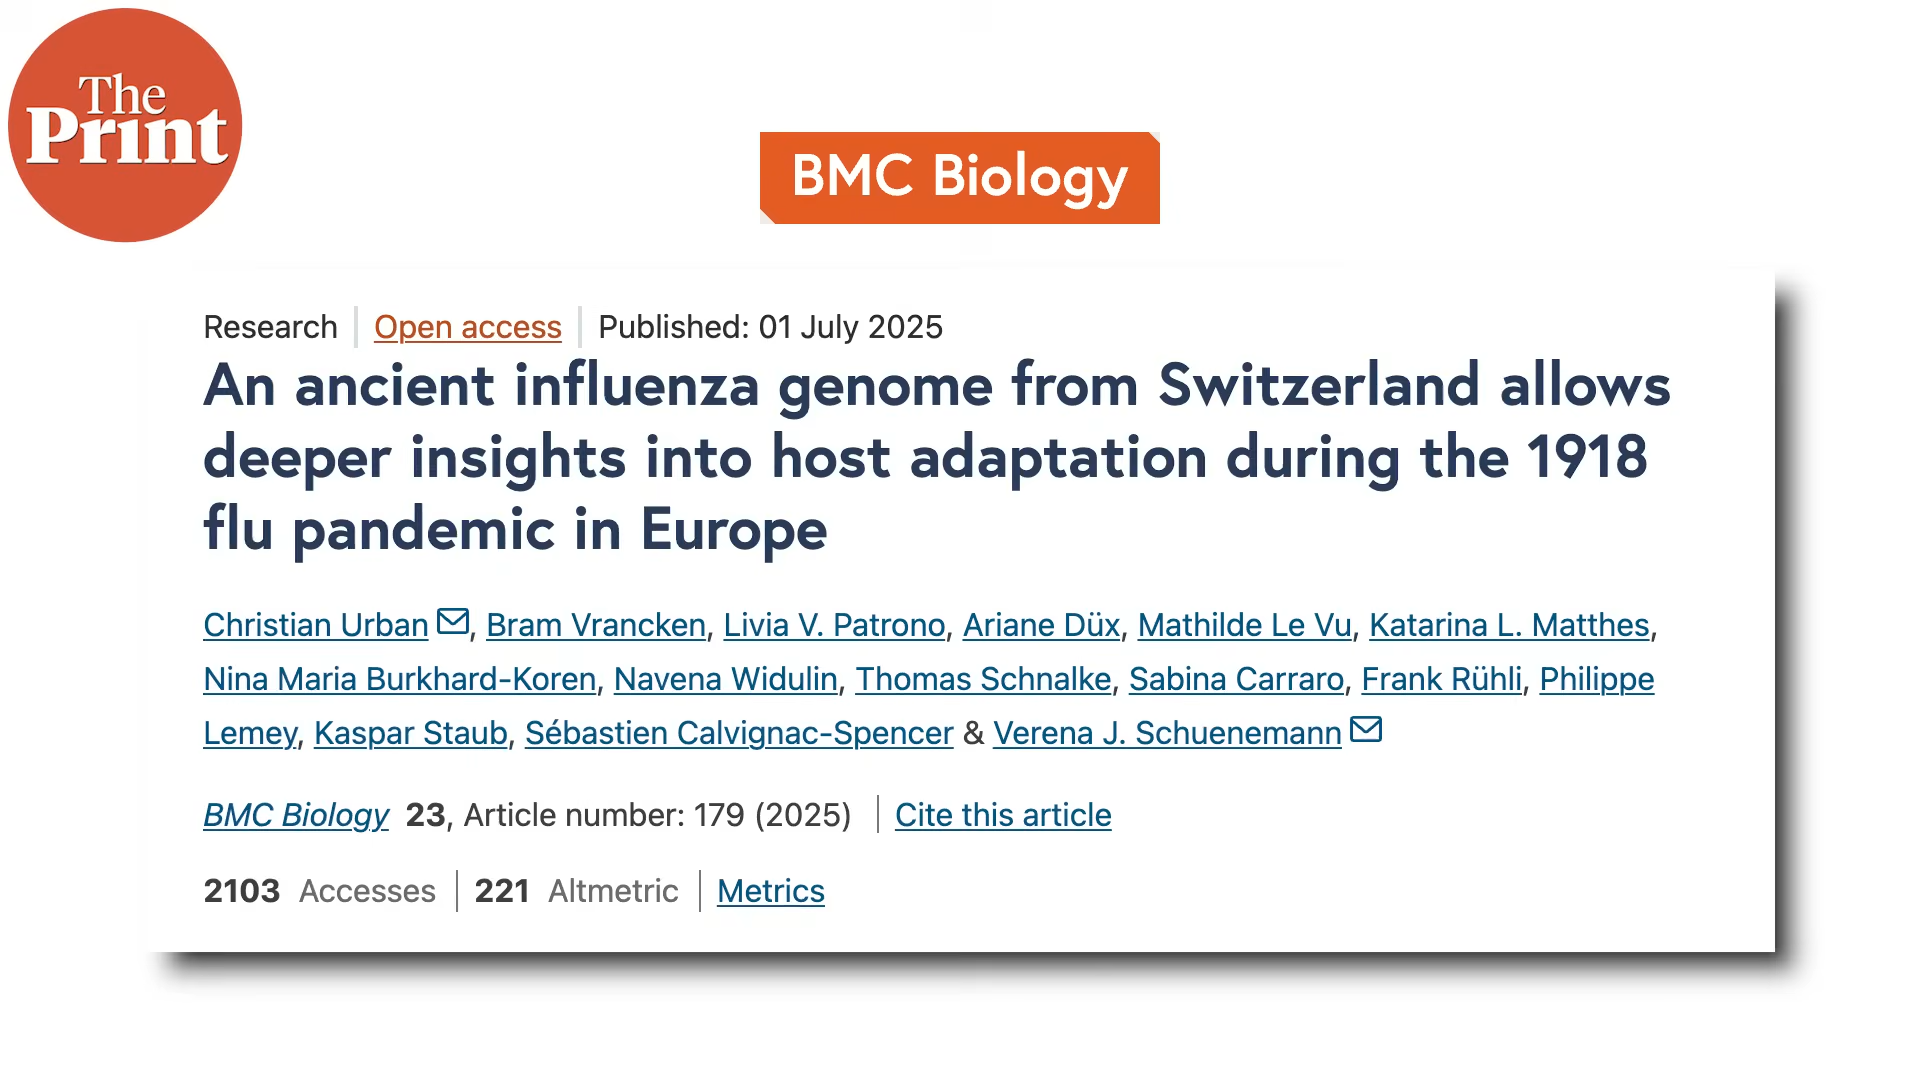 The
Print
BMC Biology
Research | Open access | Published: 01 July 2025
An ancient influenza genome from Switzerland allows
deeper insights into host adaptation during the 1918
flu pandemic in Europe
Christian Urban, Bram Vrancken, Livia V. Patrono, Ariane Düx, Mathilde Le Vu, Katarina L. Matthes,
Nina Maria Burkhard-Koren, Navena Widulin, Thomas Schnalke, Sabina Carraro, Frank Rühli, Philippe
Lemey, Kaspar Staub, Sébastien Calvignac-Spencer & Verena J. Schuenemann
BMC Biology 23, Article number: 179 (2025) | Cite this article
2103 Accesses | 221 Altmetric | Metrics